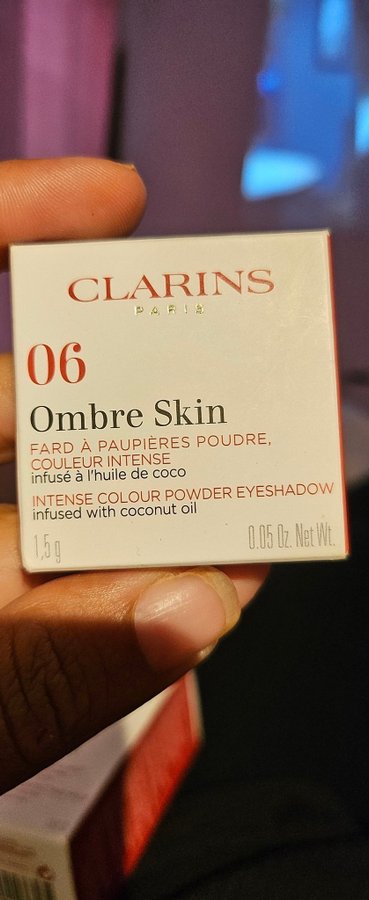 CLARINS
PARIS
06
Ombre Skin
FARD À PAUPIÈRES POUDRE,
COULEUR INTENSE
infusé à l'huile de coco
INTENSE COLOUR POWDER EYESHADOW
infused with coconut oil
1,5 g 0.05 Oz. Net Wt.